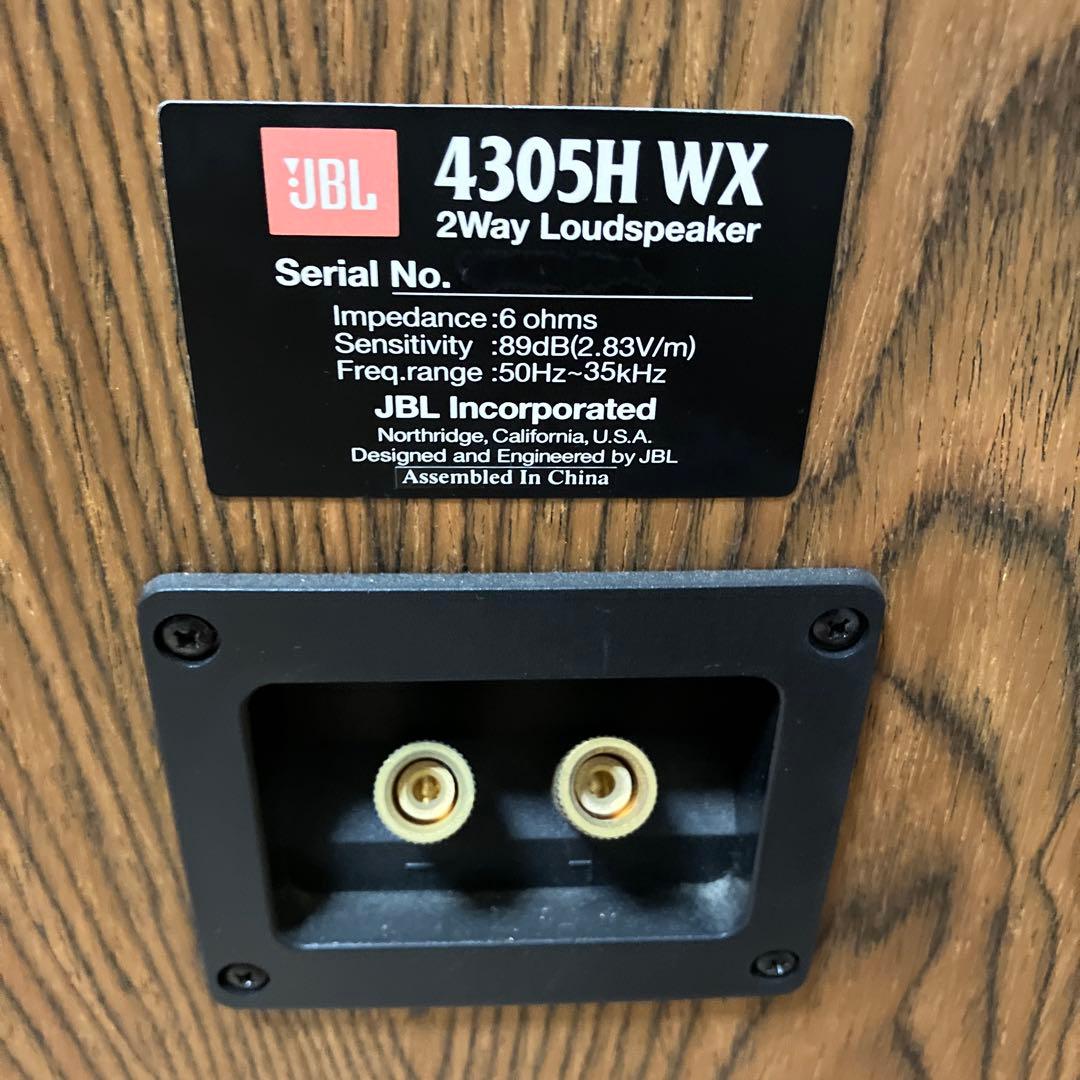 JBL
4305H WX
2Way Loudspeaker
Serial No.
Impedance:6 ohms
Sensitivity :89dB(2.83V/m)
Freq.range :50Hz~35kHz
JBL Incorporated
Northridge, California, U.S.A.
Designed and Engineered by JBL
Assembled In China